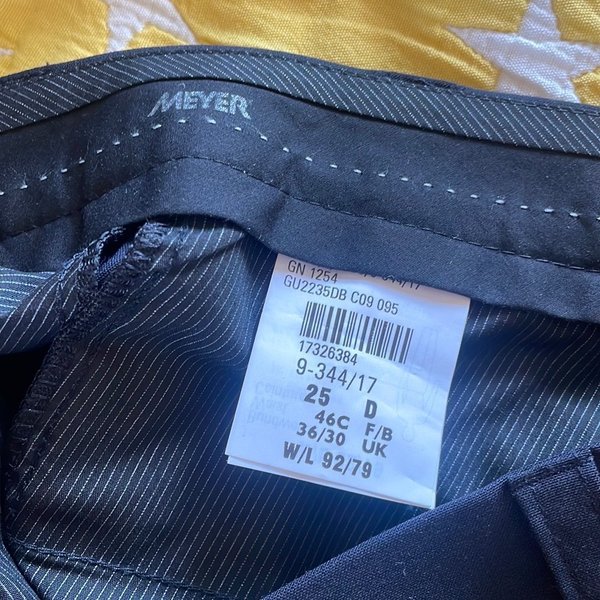 MEYER
GN 1254
GU2235DB C09 095
17326384
9-344/17
25 D
46C F/B
36/30 UK
W/L 92/79